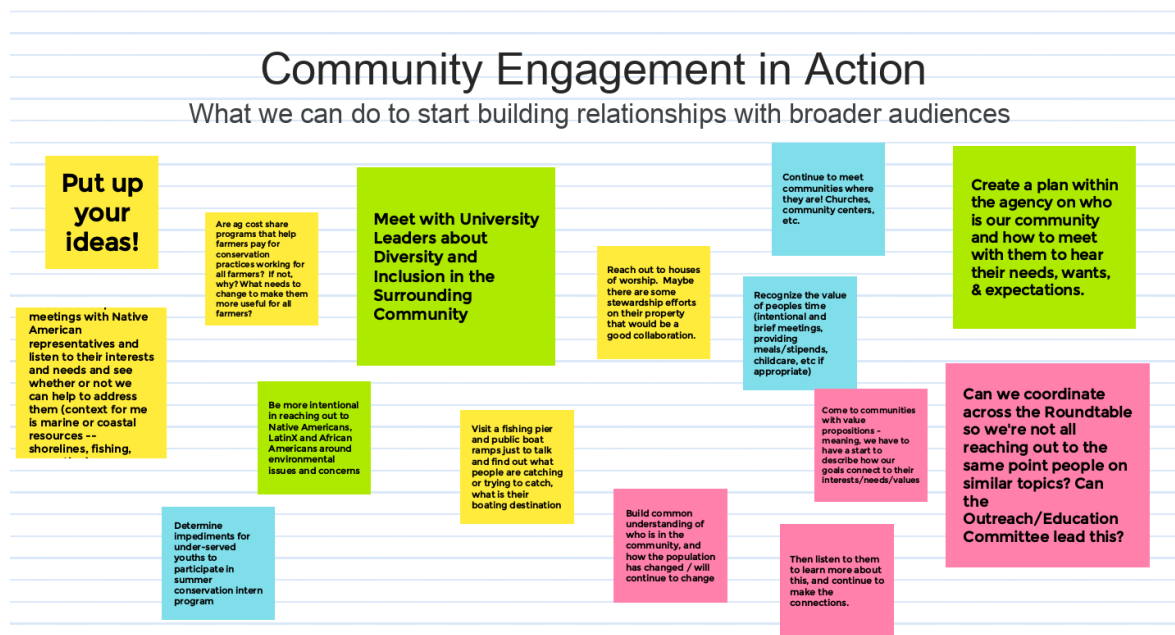 Community Engagement in Action
What we can do to start building relationships with broader audiences
Put up
your
ideas!
Are ag cost share
programs that help
farmers pay for
conservation
practices working for
all farmers? If not,
why? What needs to
change to make them
more useful for all
farmers?
Meet with University
Leaders about
Diversity and
Inclusion in the
Surrounding
Community
Continue to meet
communities where
they are! Churches,
community centers,
etc.
Create a plan within
the agency on who
is our community
and how to meet
with them to hear
their needs, wants,
& expectations.
Reach out to houses
of worship. Maybe
there are some
stewardship efforts
on their property
that would be a
good collaboration.
Recognize the value
of peoples time
(intentional and
brief meetings,
providing
meals/stipends,
childcare, etc if
appropriate)
meetings with Native
American
representatives and
listen to their interests
and needs and see
whether or not we
can help to address
them (context for me
is marine or coastal
resources --
shorelines, fishing,
Be more intentional
in reaching out to
Native Americans,
LatinX and African
Americans around
environmental
issues and concerns
Visit a fishing pier
and public boat
ramps just to talk
and find out what
people are catching
or trying to catch,
what is their
boating destination
Come to communities
with value
propositions -
meaning, we have to
have a start to
describe how our
goals connect to their
interests/needs/values
Can we coordinate
across the Roundtable
so we're not all
reaching out to the
same point people on
similar topics? Can
the
Outreach/Education
Committee lead this?
Determine
impediments for
under-served
youths to
participate in
summer
conservation intern
program
Build common
understanding of
who is in the
community, and
how the population
has changed / will
continue to change
Then listen to them
to learn more about
this, and continue to
make the
connections.